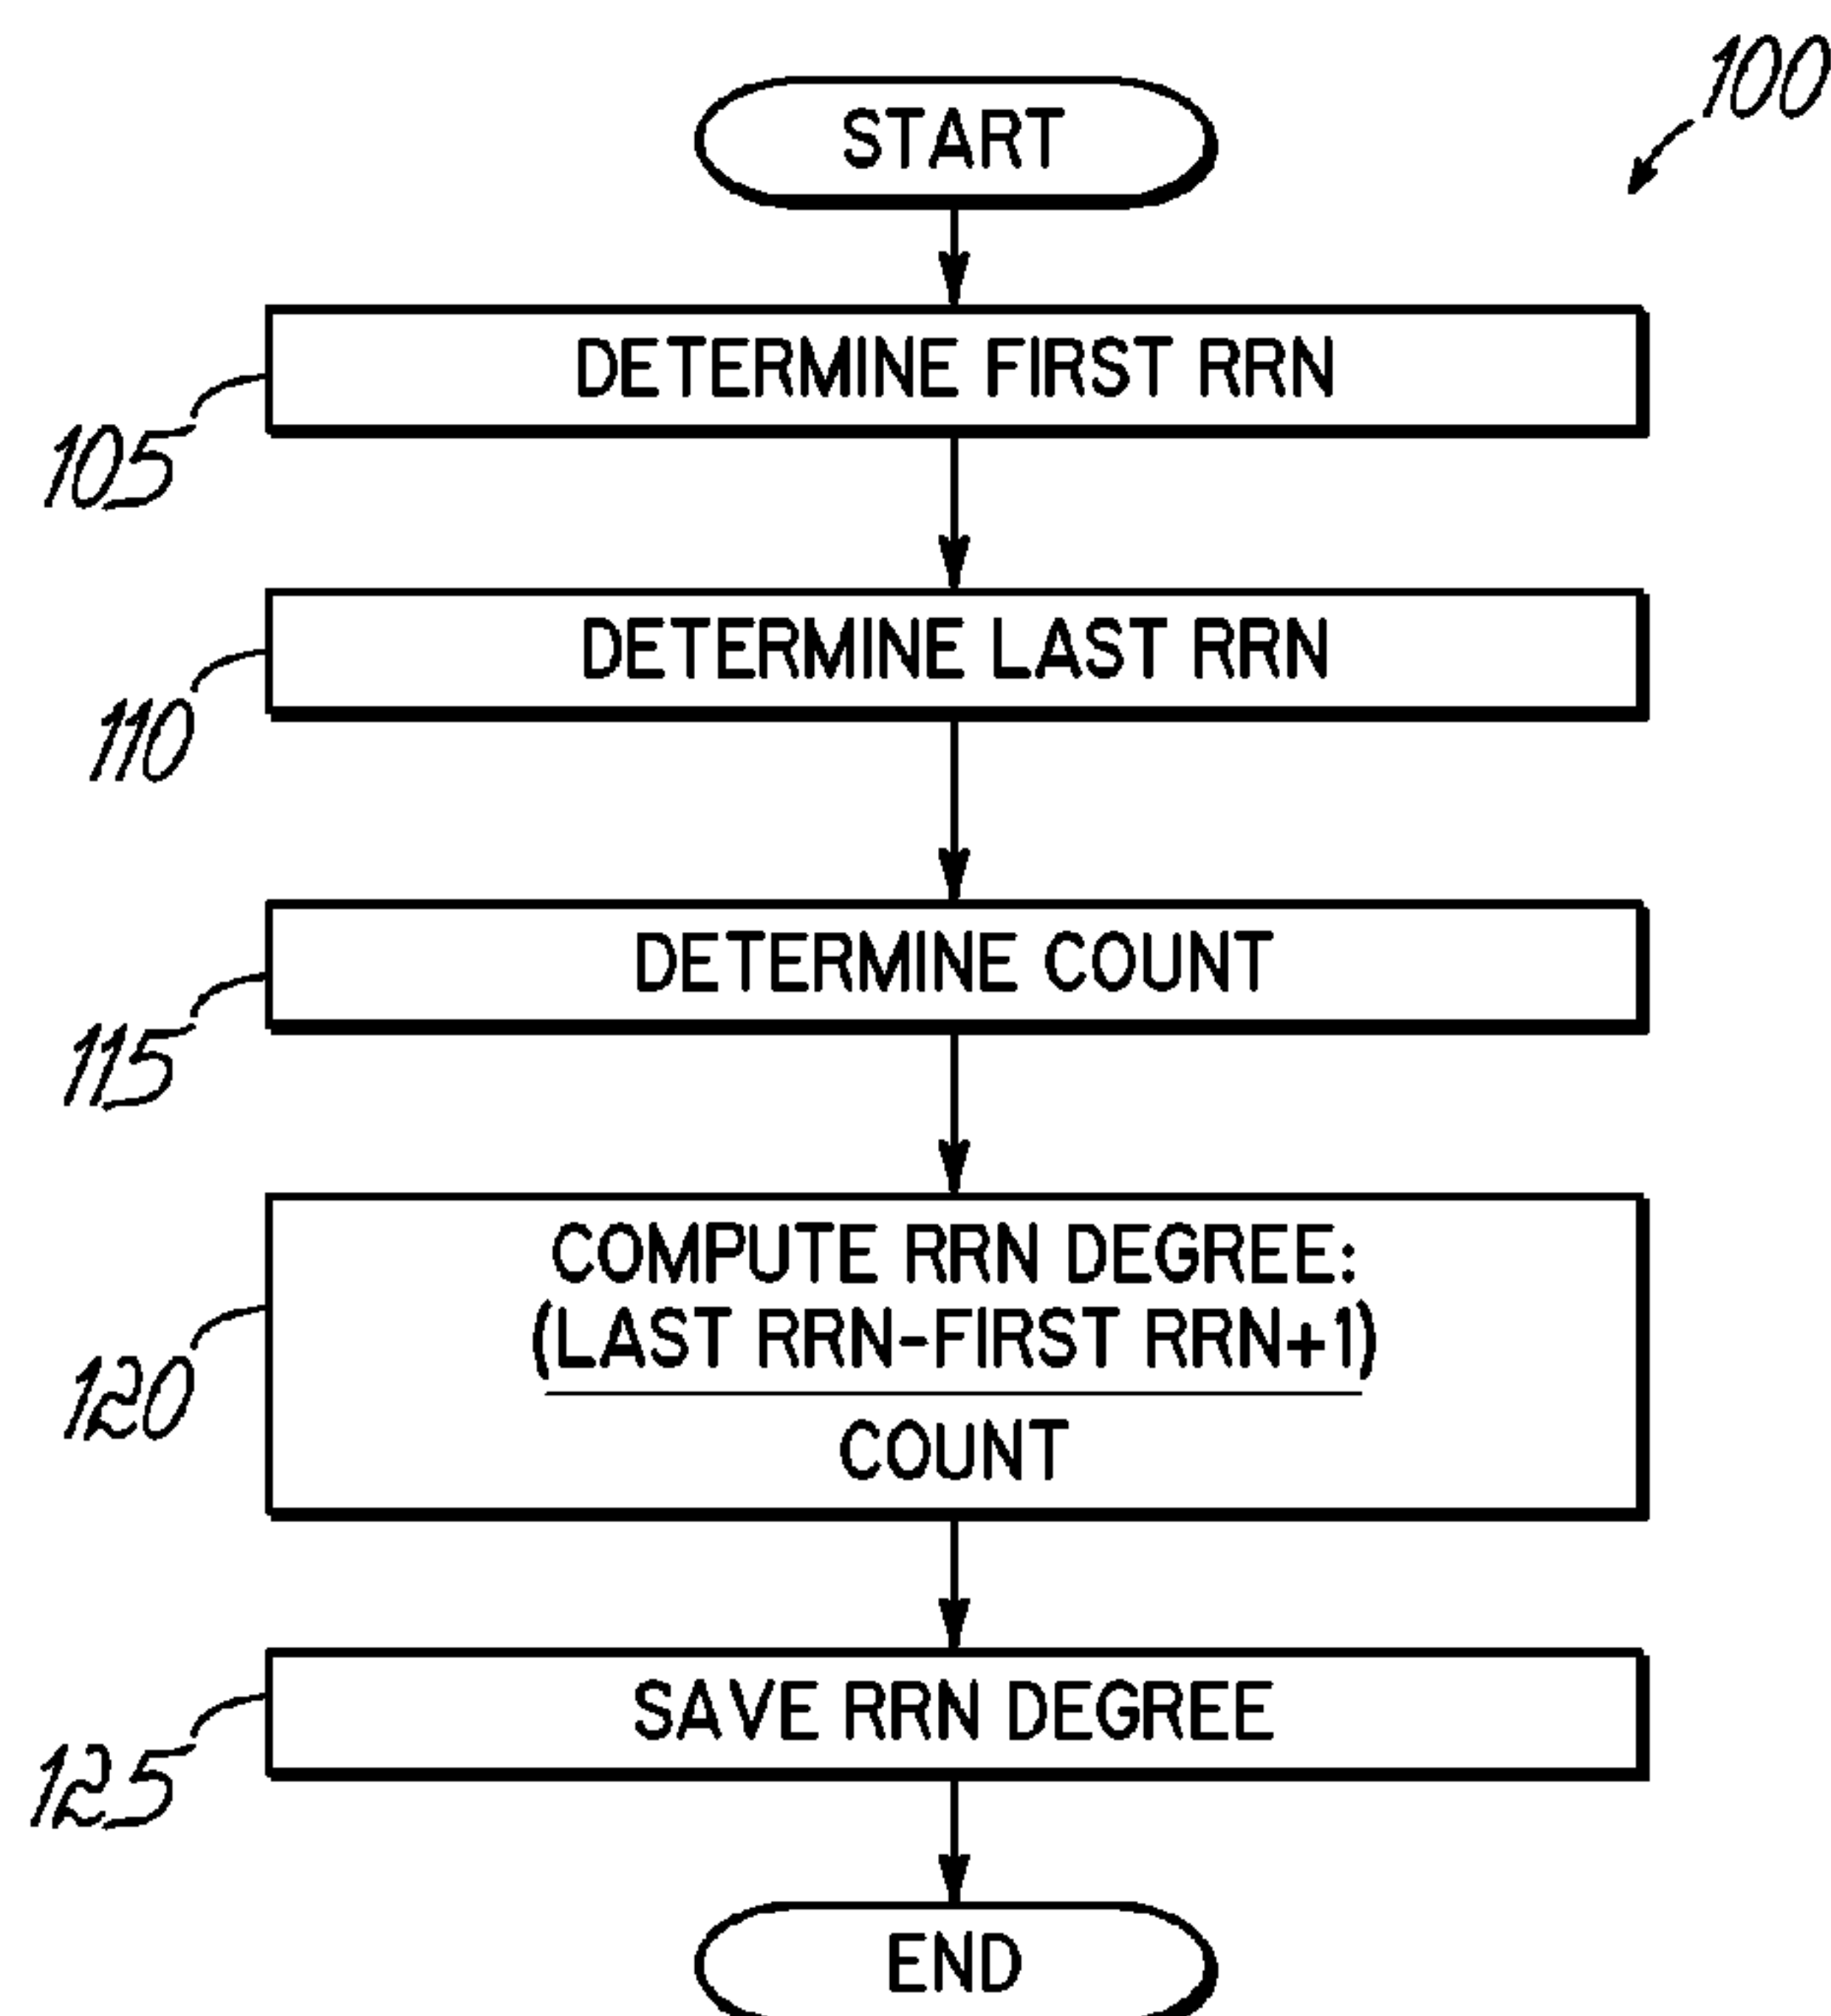 100
START
DETERMINE FIRST RRN
105
DETERMINE LAST RRN
110
DETERMINE COUNT
115
COMPUTE RRN DEGREE:
(LAST RRN-FIRST RRN+1)
120
COUNT
SAVE RRN DEGREE
125
END